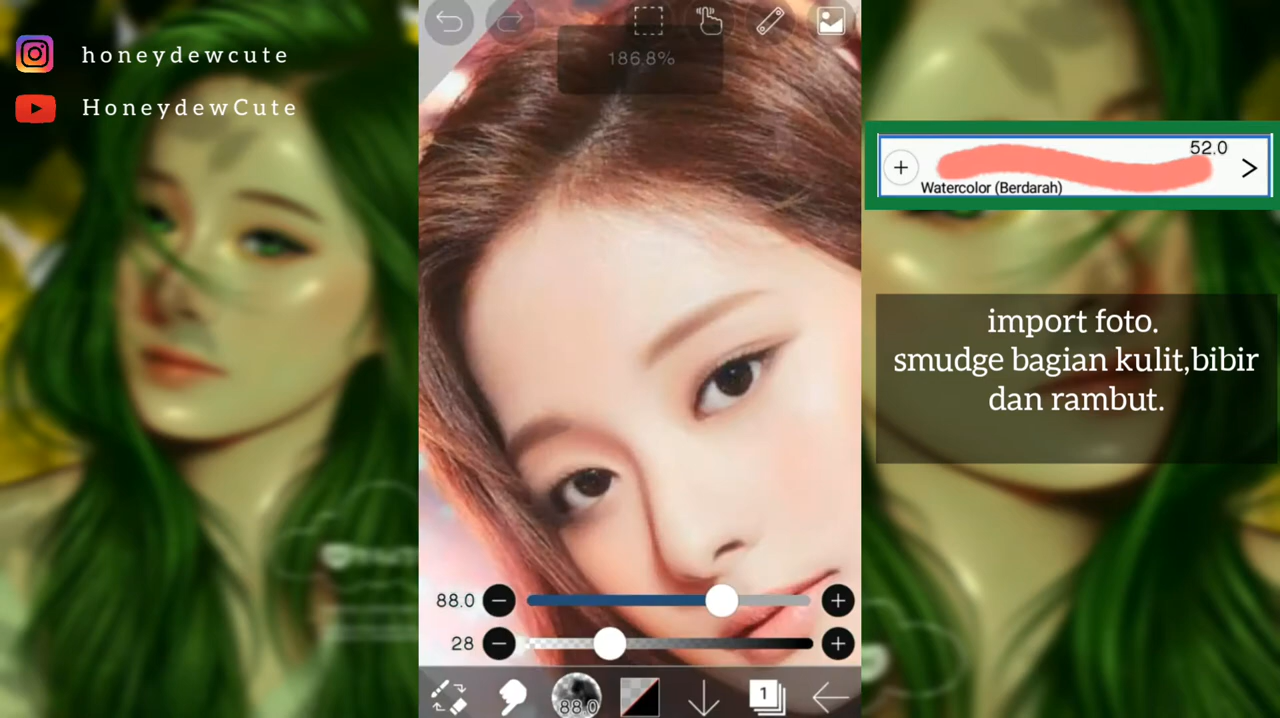 honeydewcute
HoneydewCute
186.8%
52.0
Watercolor (Berdarah)
import foto.
smudge bagian kulit,bibir
dan rambut.
88.0
28
88.0
1